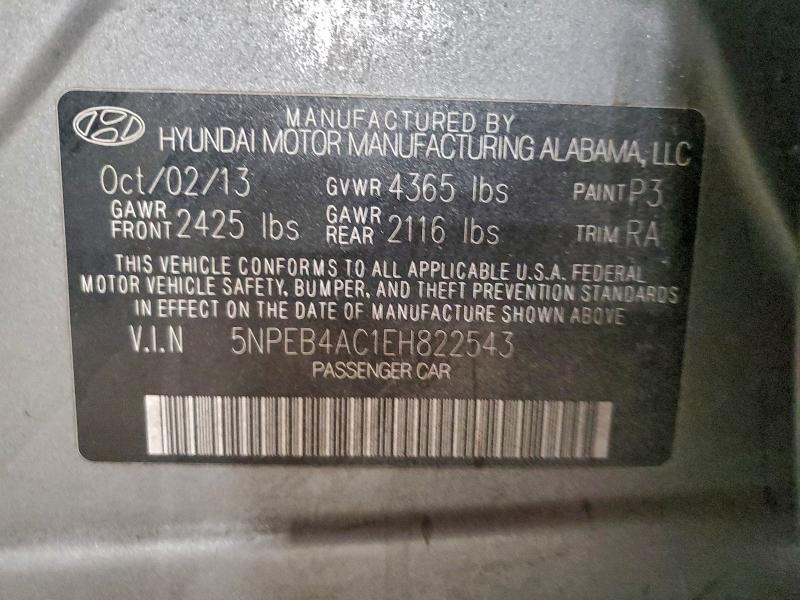 MANUFACTURED BY
HYUNDAI MOTOR MANUFACTURING ALABAMA, LLC
Oct/02/13 GVWR 4365 lbs PAINT P3
GAWR FRONT 2425 lbs GAWR REAR 2116 lbs TRIM RA
THIS VEHICLE CONFORMS TO ALL APPLICABLE U.S.A. FEDERAL
MOTOR VEHICLE SAFETY, BUMPER, AND THEFT PREVENTION STANDARDS
IN EFFECT ON THE DATE OF MANUFACTURE SHOWN ABOVE.
V.I.N 5NPEB4AC1EH822543
PASSENGER CAR